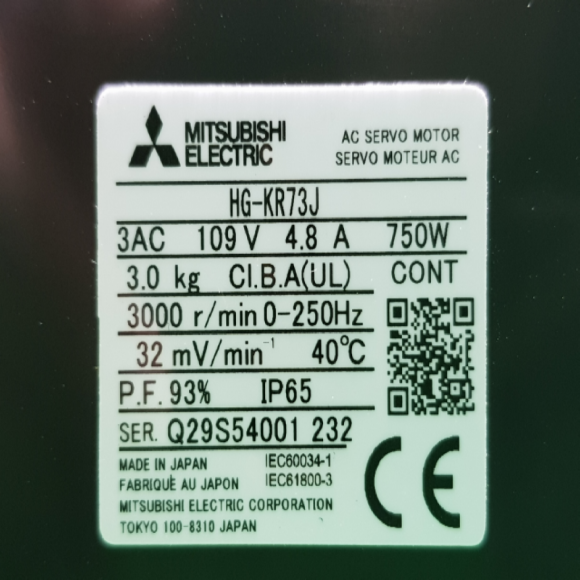 MITSUBISHI
ELECTRIC
AC SERVO MOTOR
SERVO MOTEUR AC
HG-KR73J
3AC 109 V 4.8 A 750W
3.0 kg CI.B.A(UL) CONT
3000 r/min 0-250Hz
32 mV/min⁻¹ 40℃
P.F. 93% IP65
SER. Q29S54001 232
MADE IN JAPAN IEC60034-1
FABRIQUÈ AU JAPON IEC61800-3
MITSUBISHI ELECTRIC CORPORATION
TOKYO 100-8310 JAPAN
CE